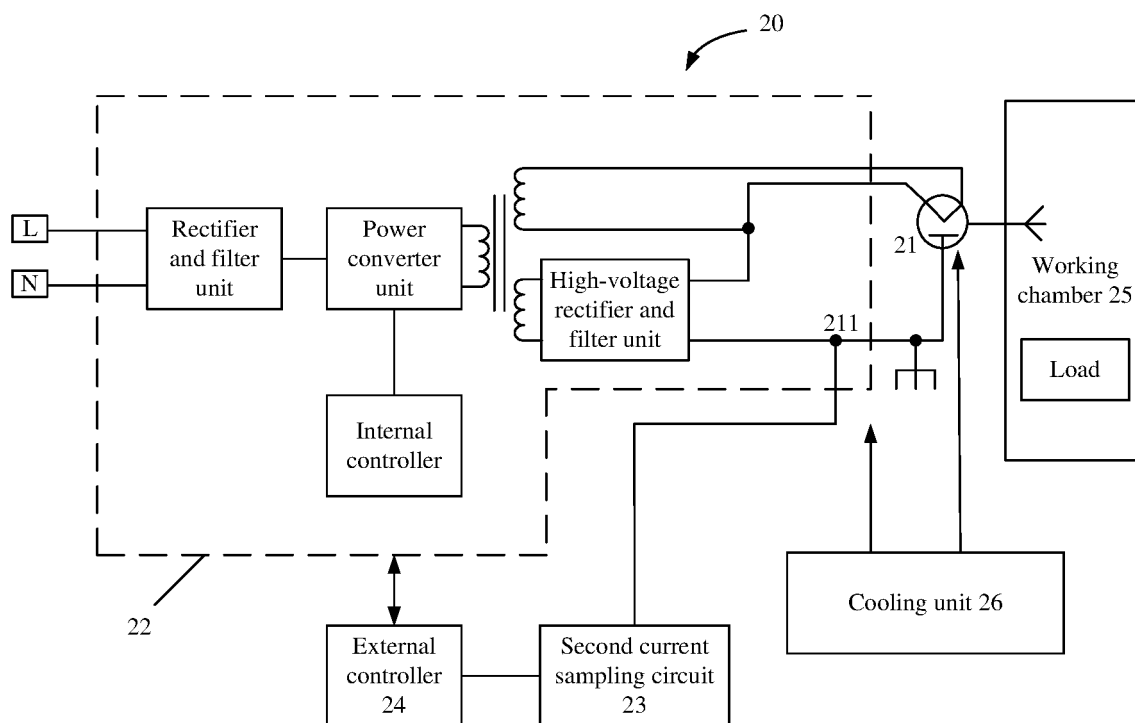 20
L
N
Rectifier
and filter
unit
Power
converter
unit
High-voltage
rectifier and
filter unit
21
211
Working
chamber 25
Load
Internal
controller
22
External
controller
24
Second current
sampling circuit
23
Cooling unit 26